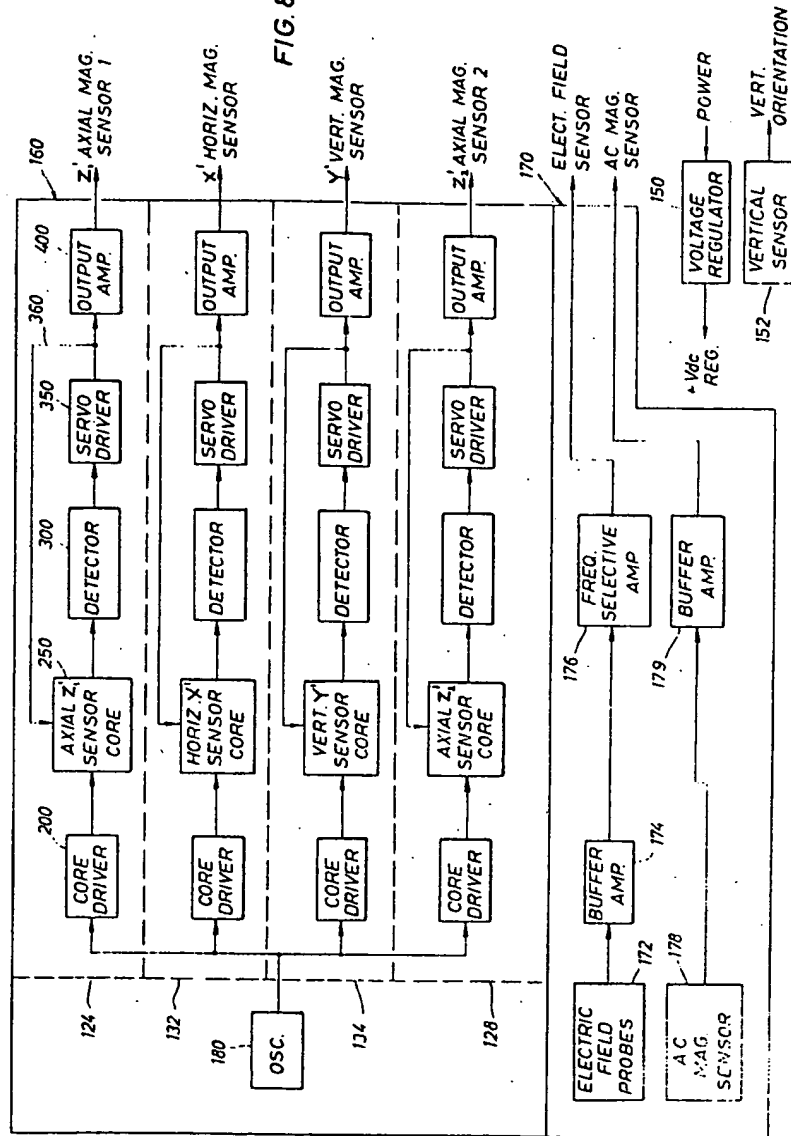 FIG. 8
160
Z' AXIAL MAG.
SENSOR 1
X' HORIZ. MAG.
SENSOR
Y' VERT. MAG.
SENSOR
Z' AXIAL MAG.
SENSOR 2
200
CORE
DRIVER
250
AXIAL Z'
SENSOR
CORE
300
DETECTOR
350
SERVO
DRIVER
360
400
OUTPUT
AMP.
124
CORE
DRIVER
HORIZ. X'
SENSOR
CORE
DETECTOR
SERVO
DRIVER
OUTPUT
AMP.
132
180
OSC.
CORE
DRIVER
VERT. Y'
SENSOR
CORE
DETECTOR
SERVO
DRIVER
OUTPUT
AMP.
134
CORE
DRIVER
AXIAL Z'
SENSOR
CORE
DETECTOR
SERVO
DRIVER
OUTPUT
AMP.
128
170
ELECT. FIELD
SENSOR
AC MAG.
SENSOR
ELECTRIC
FIELD
PROBES
172
BUFFER
AMP.
174
FREQ.
SELECTIVE
AMP
176
A C
MAG.
SENSOR
178
BUFFER
AMP.
179
+ Vdc
REG.
150
VOLTAGE
REGULATOR
POWER
VERTICAL
SENSOR
152
VERT.
ORIENTATION